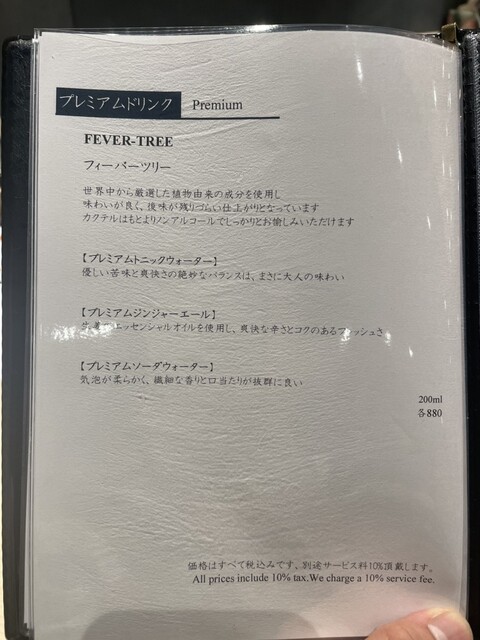 プレミアムドリンク Premium
FEVER-TREE
フィーバーツリー
世界中から厳選した植物由来の成分を使用し
味わいが良く、後味が残りづらい仕上がりとなっています
カクテルはもとよりノンアルコールでしっかりとお愉しみいただけます
【プレミアムトニックウォーター】
優しい苦味と爽快さの絶妙なバランスは、まさに大人の味わい
【プレミアムジンジャーエール】
エッセンシャルオイルを使用し、爽快な辛さとコクのあるフレッシュさ
【プレミアムソーダウォーター】
気泡が柔らかく、繊細な香りと口当たりが抜群に良い
200ml
各880
価格はすべて税込みです、別途サービス料10%頂戴します。
All prices include 10% tax.We charge a 10% service fee.